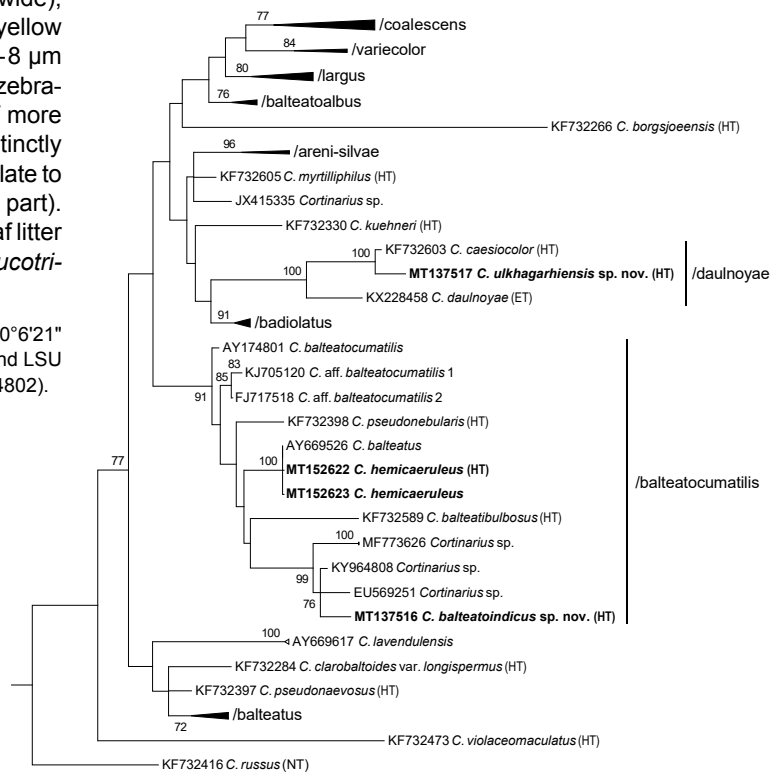 wide),
yellow
-8 µm
zebra-
more
tinctly
late to
part).
af litter
ucotri-
0°6'21"
nd LSU
4802).
77
/coalescens
84
/variecolor
80
/largus
76
/balteatoalbus
KF732266 C. borgsjoeensis (HT)
96
/areni-silvae
KF732605 C. myrtilliphilus (HT)
JX415335 Cortinarius sp.
KF732330 C. kuehneri (HT)
100
KF732603 C. caesiocolor (HT)
100
MT137517 C. ulkhagarhiensis sp. nov. (HT)
/daulnoyae
KX228458 C. daulnoyae (ET)
91
/badiolatus
AY174801 C. balteatocumatilis
83
KJ705120 C. aff. balteatocumatilis 1
85
91
FJ717518 C. aff. balteatocumatilis 2
KF732398 C. pseudonebularis (HT)
AY669526 C. balteatus
100
MT152622 C. hemicaeruleus (HT)
77
/balteatocumatilis
MT152623 C. hemicaeruleus
KF732589 C. balteatibulbosus (HT)
100
MF773626 Cortinarius sp.
KY964808 Cortinarius sp.
99
EU569251 Cortinarius sp.
76
MT137516 C. balteatoindicus sp. nov. (HT)
100
AY669617 C. lavendulensis
KF732284 C. clarobaltoides var. longispermus (HT)
KF732397 C. pseudonaevosus (HT)
/balteatus
72
KF732473 C. violaceomaculatus (HT)
KF732416 C. russus (NT)